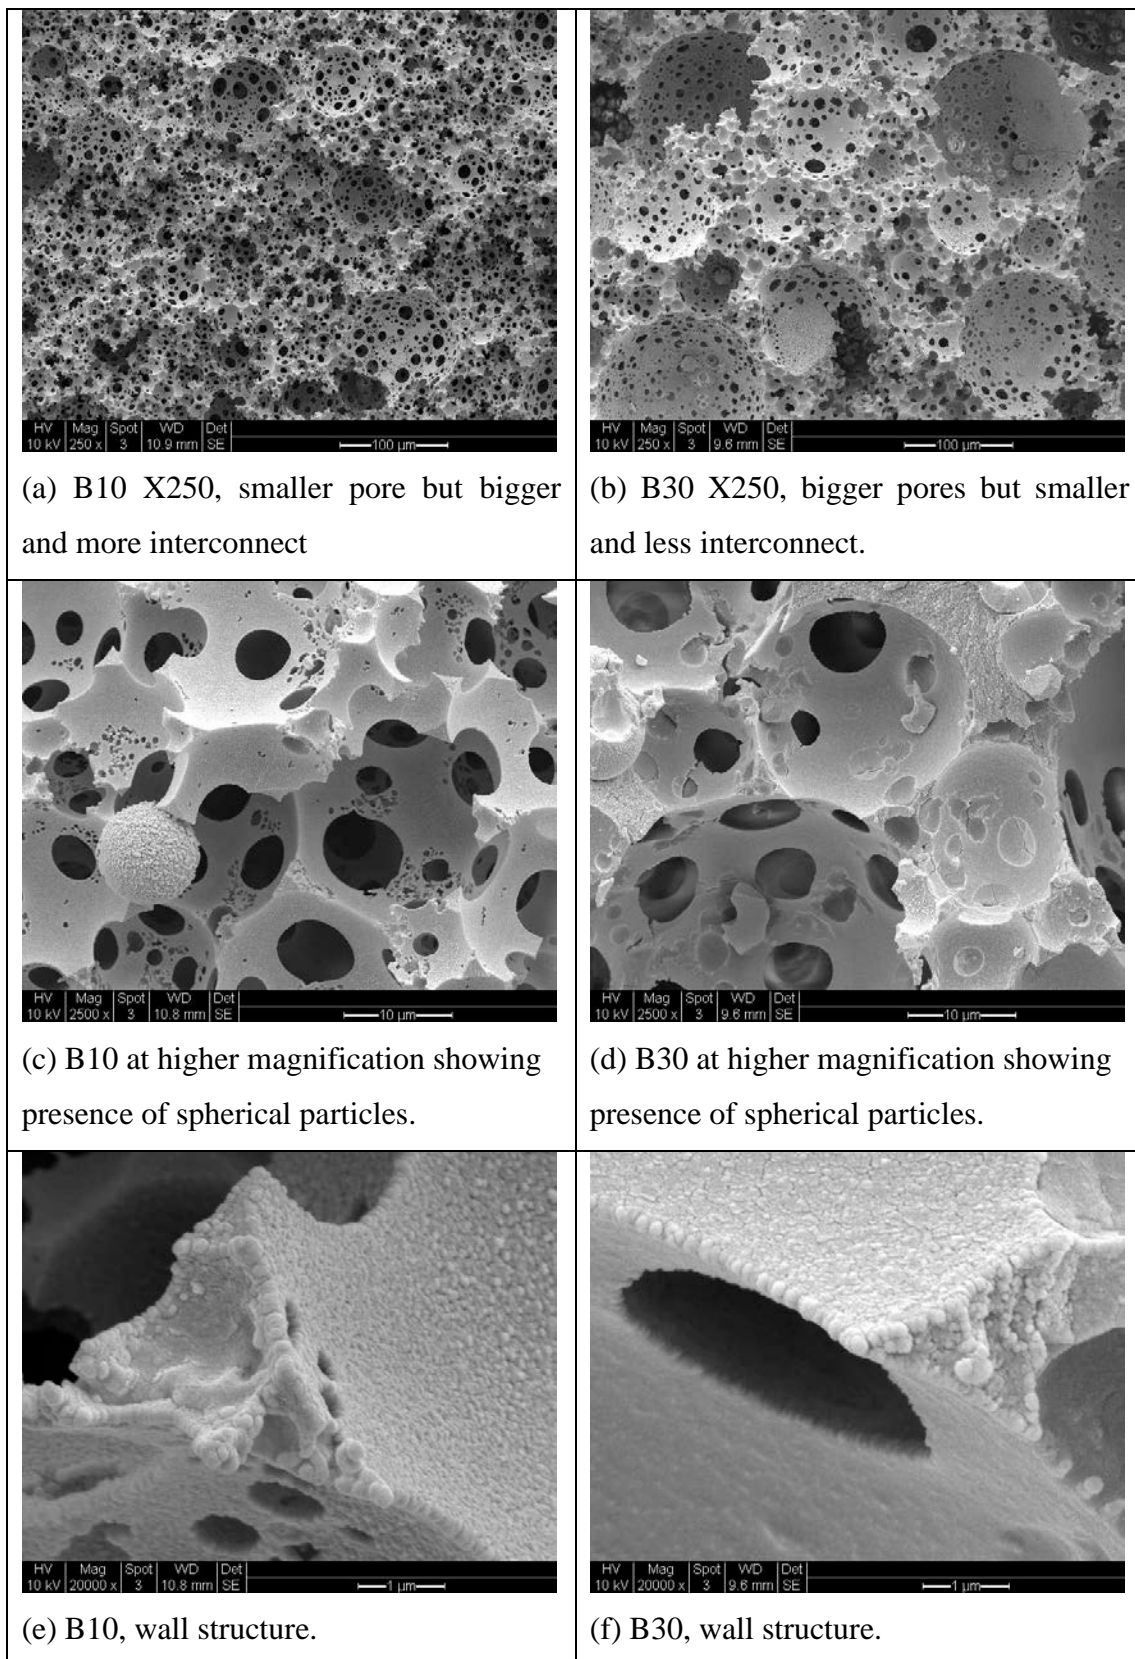 HV Mag Spot WD Det
10 kV 250 x 3 10.9 mm SE 100 µm
HV Mag Spot WD Det
10 kV 250 x 3 9.6 mm SE 100 µm
(a) B10 X250, smaller pore but bigger
and more interconnect
(b) B30 X250, bigger pores but smaller
and less interconnect.
HV Mag Spot WD Det
10 kV 2500 x 3 10.8 mm SE 10 µm
HV Mag Spot WD Det
10 kV 2500 x 3 9.6 mm SE 10 µm
(c) B10 at higher magnification showing
presence of spherical particles.
(d) B30 at higher magnification showing
presence of spherical particles.
HV Mag Spot WD Det
10 kV 20000 x 3 10.8 mm SE 1 µm
HV Mag Spot WD Det
10 kV 20000 x 3 9.6 mm SE 1 µm
(e) B10, wall structure.
(f) B30, wall structure.